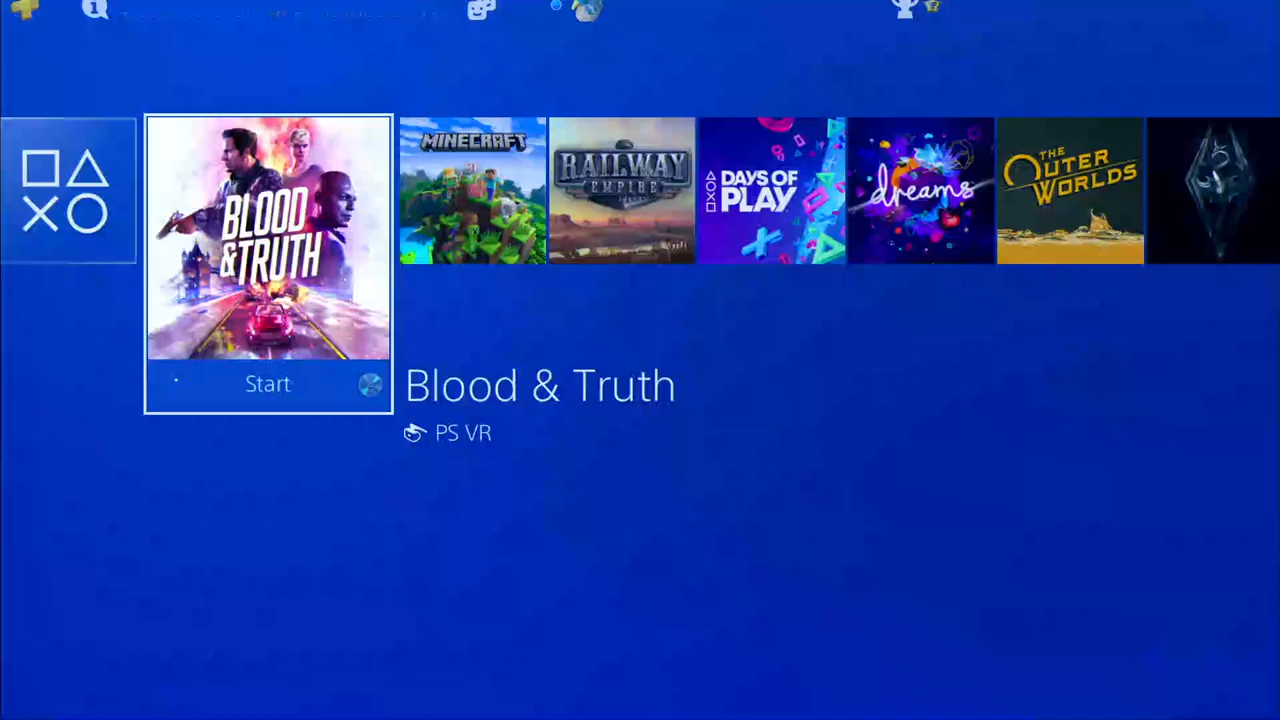 BLOOD
&TRUTH
MINECRAFT
RAILWAY
EMPIRE
DAYS OF
PLAY
dreams
THE
OUTER
WORLDS
Start
Blood & Truth
PS VR